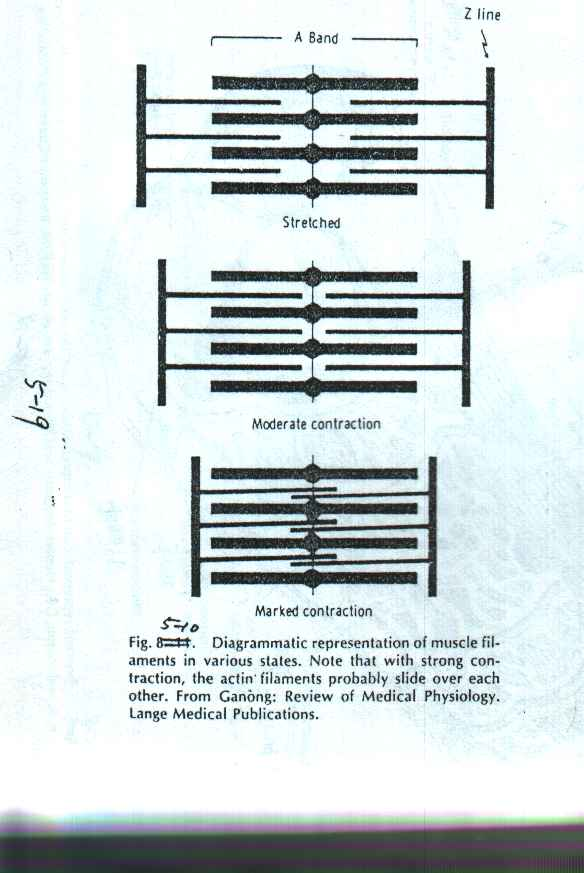 Z line
A Band
Stretched
Moderate contraction
5-19
Marked contraction
5-10
Fig. 8-11. Diagrammatic representation of muscle fil-
aments in various states. Note that with strong con-
traction, the actin filaments probably slide over each
other. From Ganòng: Review of Medical Physiology.
Lange Medical Publications.